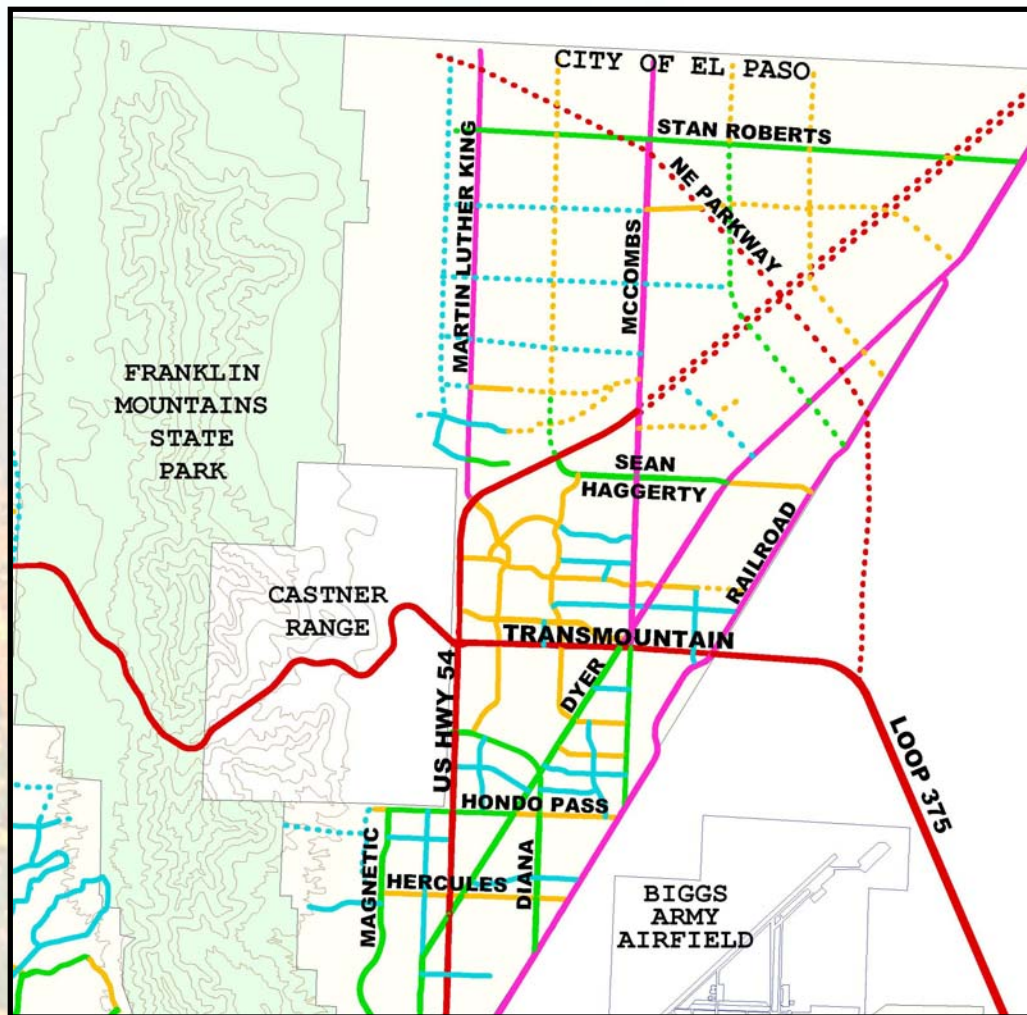 CITY OF EL PASO
STAN ROBERTS
MARTIN LUTHER KING
NE PARKWAY
MCCOMBS
FRANKLIN
MOUNTAINS
STATE
PARK
SEAN
HAGGERTY
RAILROAD
CASTNER
RANGE
TRANSMOUNTAIN
DYER
US HWY 54
LOOP 375
HONDO PASS
MAGNETIC
HERCULES
DIANA
BIGGS
ARMY
AIRFIELD